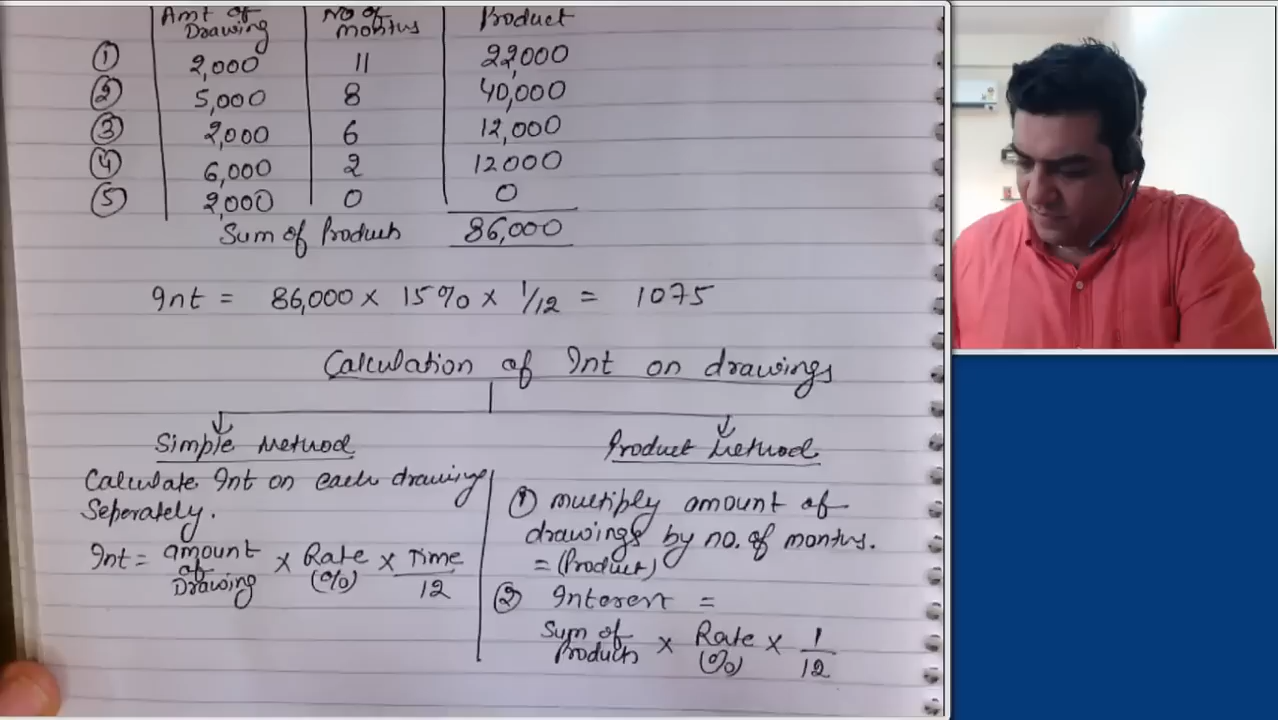 Amt of Drawing No of Months Product
① 2,000 11 22,000
② 5,000 8 40,000
③ 2,000 6 12,000
④ 6,000 2 12000
⑤ 2,000 0 0
Sum of Products 86,000
Int = 86,000 × 15% × 1/12 = 1075
Calculation of Int on drawings
Simple Method
Calculate Int on each drawing
Seperately.
Int = amount of Drawing × Rate (%) × Time/12
Product Method
① multiply amount of
drawings by no. of months.
= (Product)
② Interest =
Sum of Products × Rate (%) × 1/12